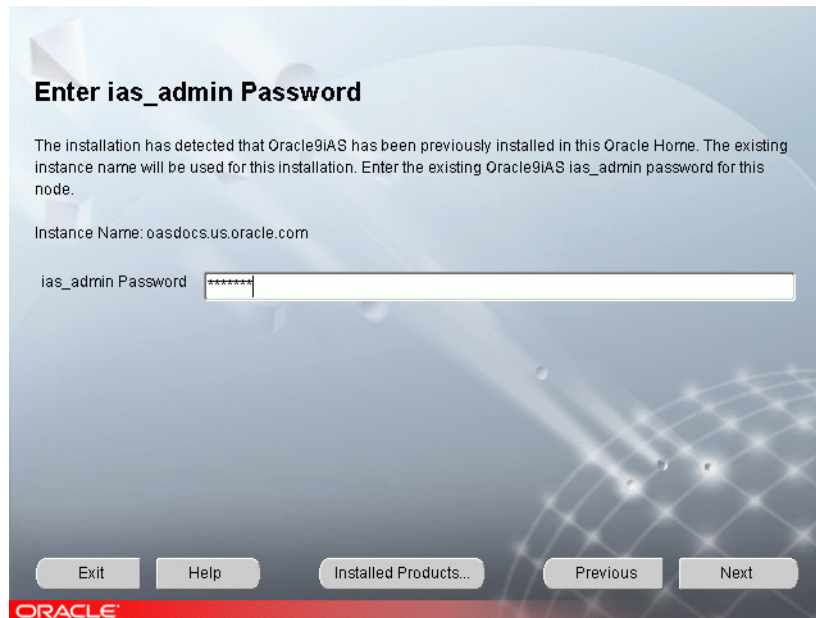 Enter ias_admin Password
The installation has detected that Oracle9iAS has been previously installed in this Oracle Home. The existing
instance name will be used for this installation. Enter the existing Oracle9iAS ias_admin password for this
node.
Instance Name: oasdocs.us.oracle.com
ias_admin Password *******
Exit Help Installed Products... Previous Next
ORACLE